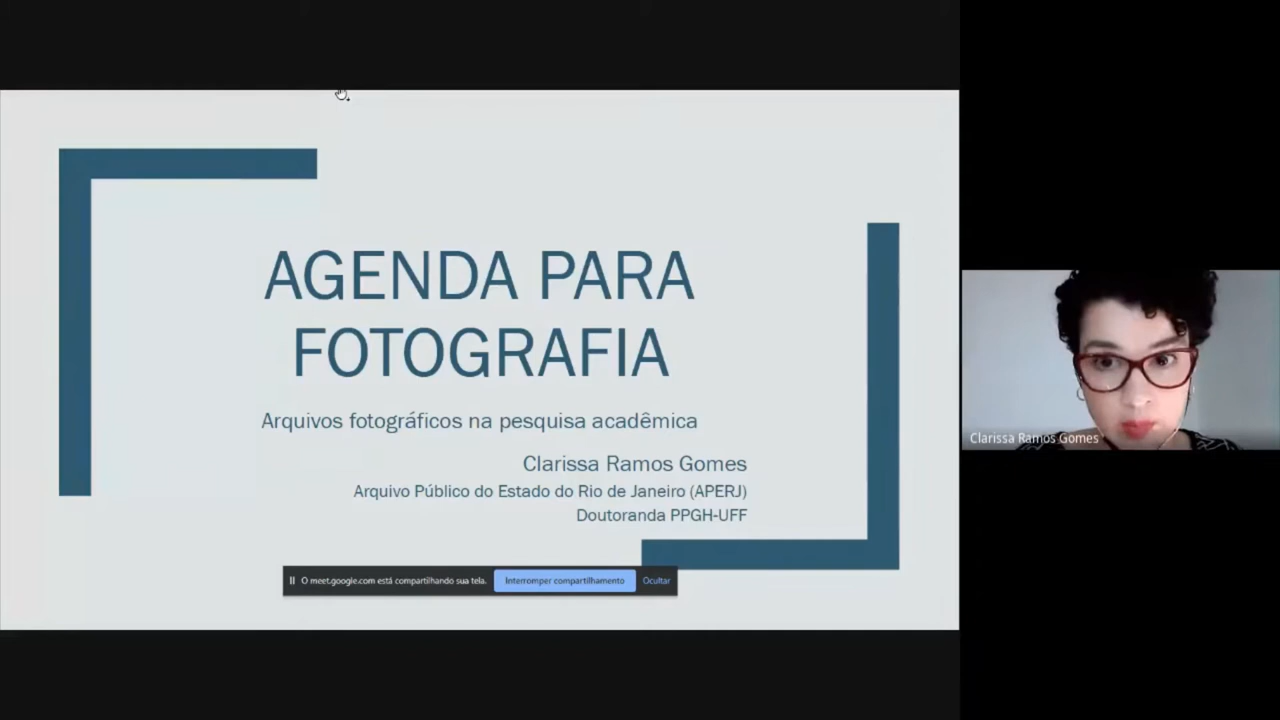 AGENDA PARA
FOTOGRAFIA
Arquivos fotográficos na pesquisa acadêmica
Clarissa Ramos Gomes
Arquivo Público do Estado do Rio de Janeiro (APERJ)
Doutoranda PPGH-UFF
O meet.google.com está compartilhando sua tela.
Interromper compartilhamento
Ocultar
Clarissa Ramos Gomes